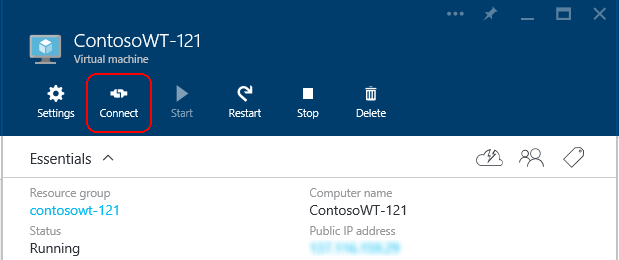 ContosoWT-121
Virtual machine
Settings Connect Start Restart Stop Delete
Essentials
Resource group Computer name
contosowt-121 ContosoWT-121
Status Public IP address
Running